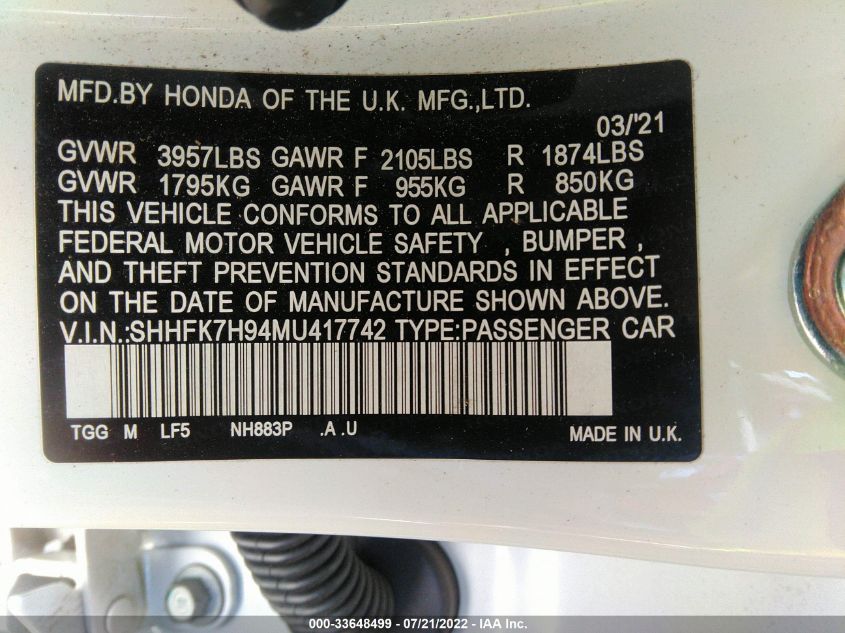 MFD.BY HONDA OF THE U.K. MFG.,LTD.
03/'21
GVWR 3957LBS GAWR F 2105LBS R 1874LBS
GVWR 1795KG GAWR F 955KG R 850KG
THIS VEHICLE CONFORMS TO ALL APPLICABLE
FEDERAL MOTOR VEHICLE SAFETY , BUMPER ,
AND THEFT PREVENTION STANDARDS IN EFFECT
ON THE DATE OF MANUFACTURE SHOWN ABOVE.
V.I.N.:SHHFK7H94MU417742 TYPE:PASSENGER CAR
TGG M LF5 NH883P .A .U MADE IN U.K.
000-33648499 - 07/21/2022 - IAA Inc.